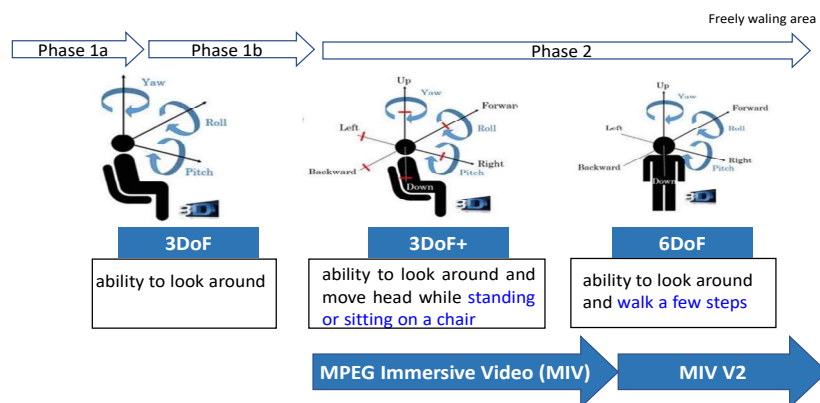 Freely waling area
Phase 1a
Phase 1b
Phase 2
Yaw
Roll
Pitch
Up
Yaw
Forwar
Left
Roll
Backward
Right
Pitch
Down
Up
Yaw
Forward
Left
Roll
Backward
Right
Pitch
Down
3DoF
3DoF+
6DoF
ability to look around
ability to look around and
move head while standing
or sitting on a chair
ability to look around
and walk a few steps
MPEG Immersive Video (MIV)
MIV V2